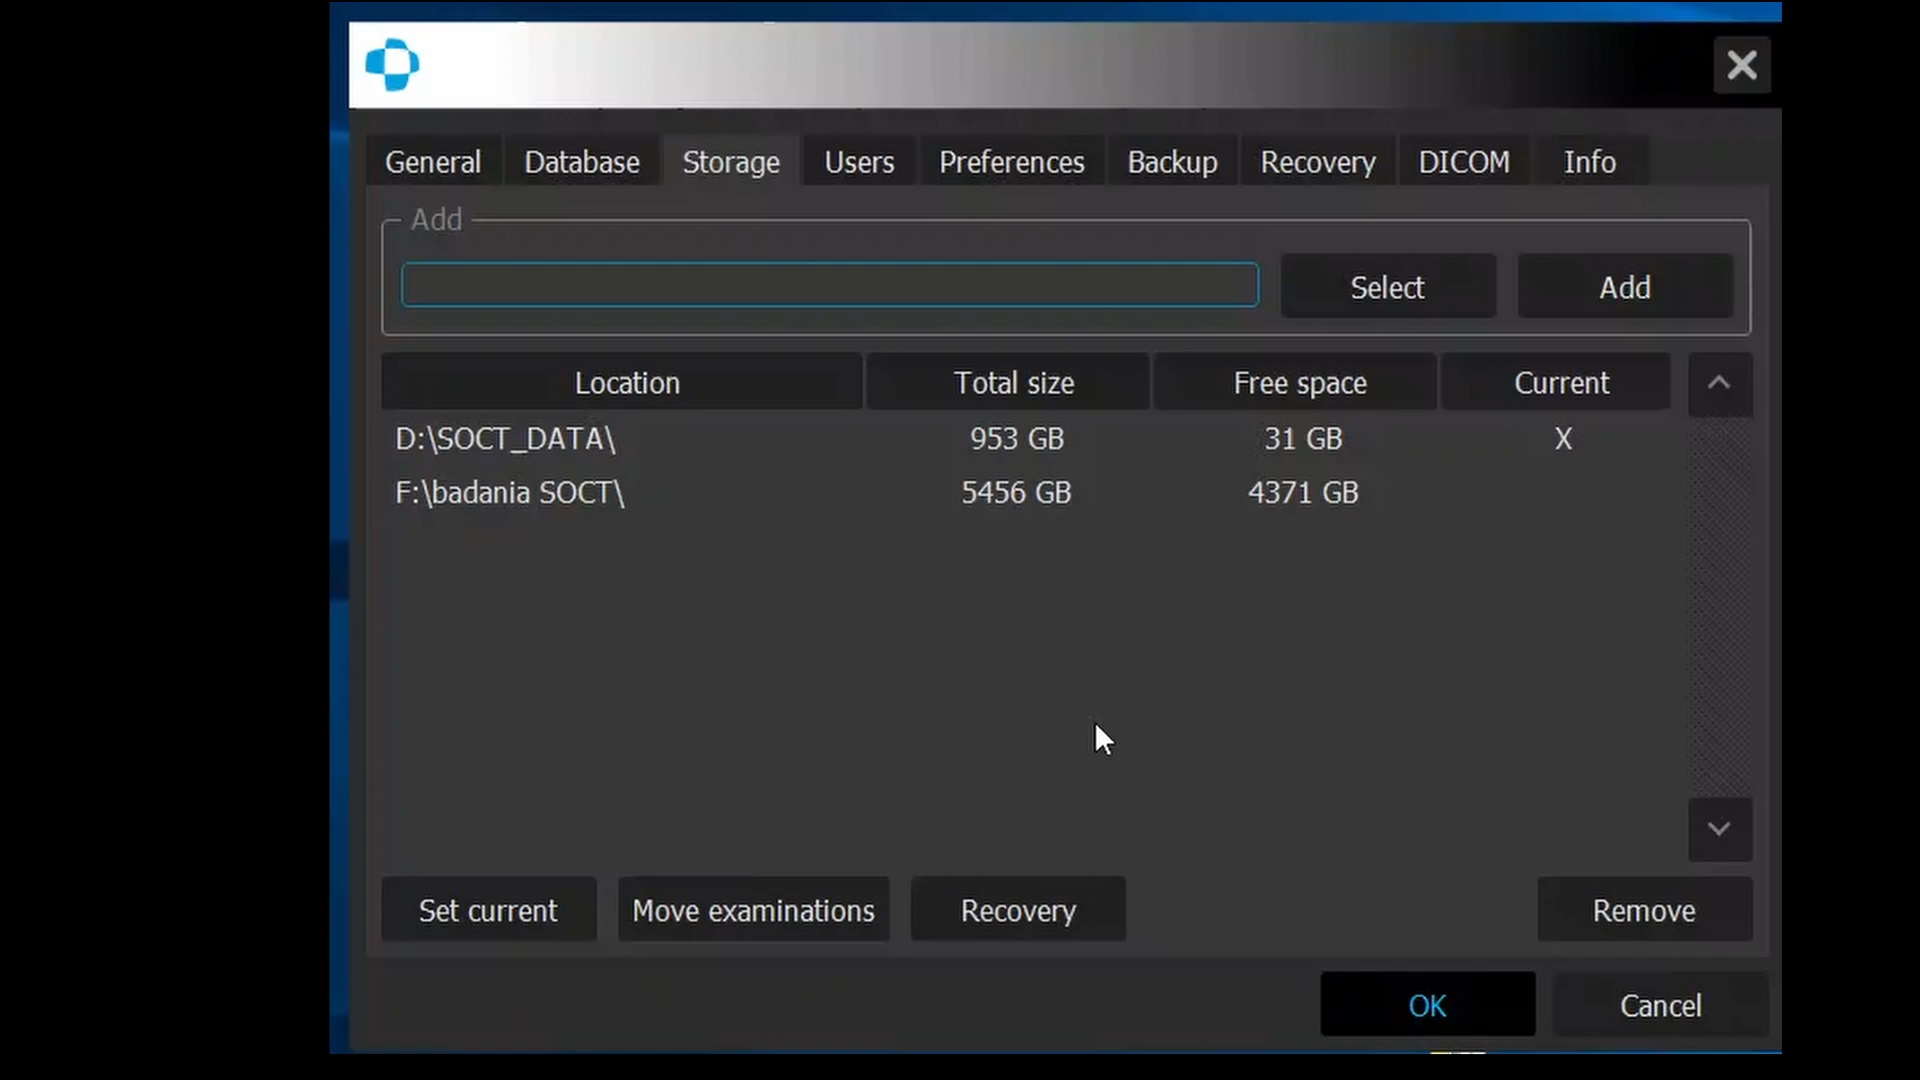 General Database Storage Users Preferences Backup Recovery DICOM Info
Add
Select Add
Location Total size Free space Current
D:\SOCT_DATA\ 953 GB 31 GB X
F:\badania SOCT\ 5456 GB 4371 GB
Set current Move examinations Recovery Remove
OK Cancel